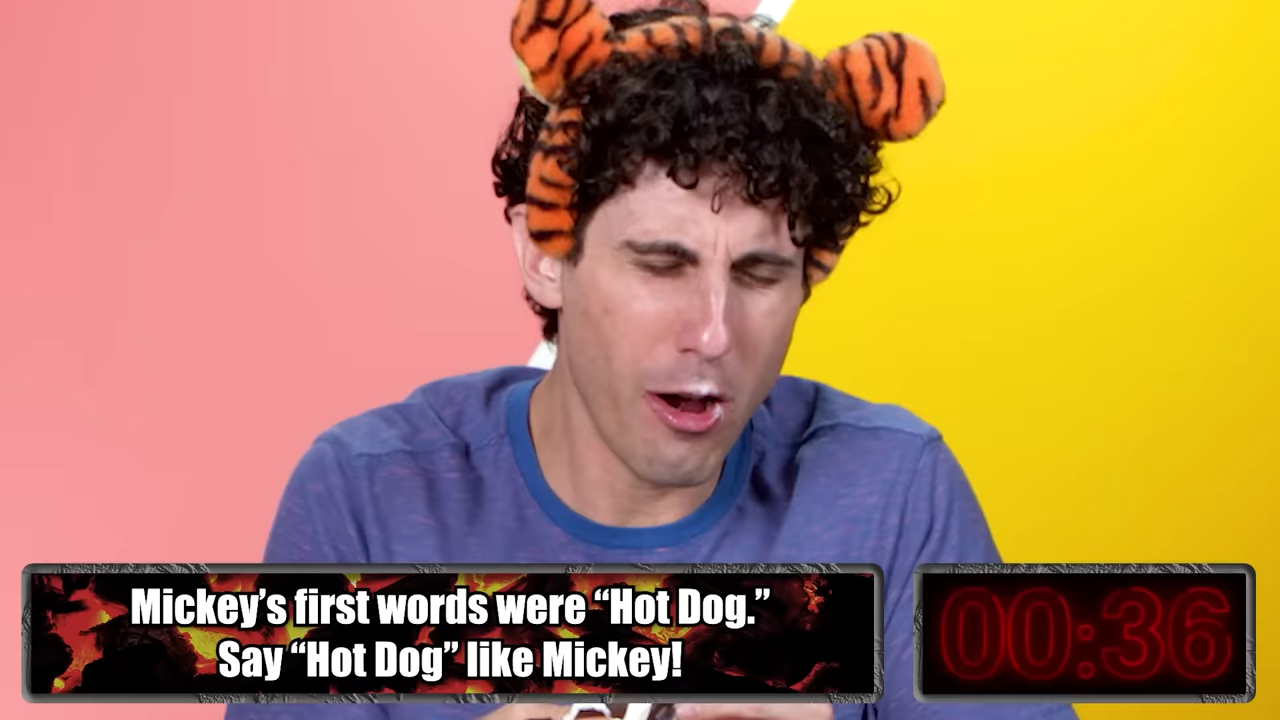 Mickey’s first words were “Hot Dog.”
Say “Hot Dog” like Mickey!
00:36